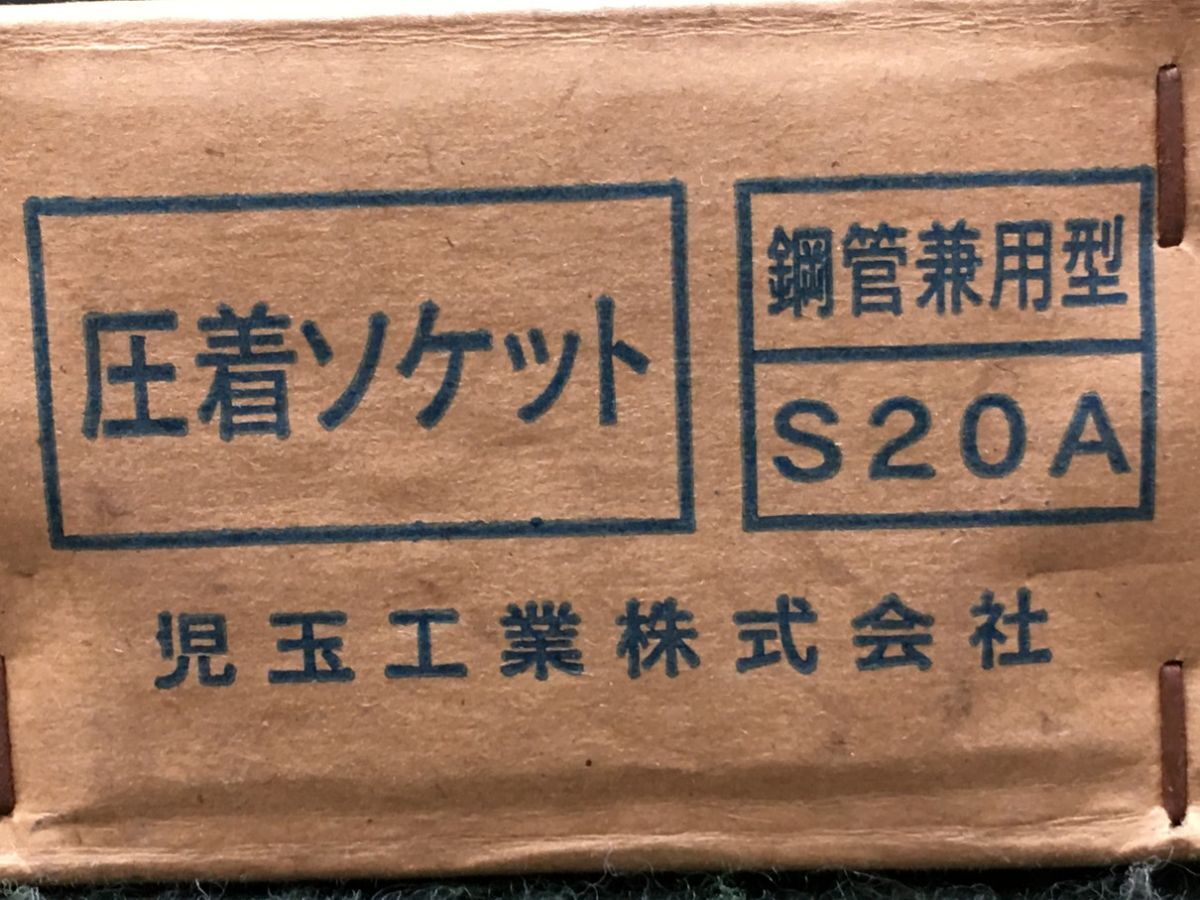 圧着ソケット
鋼管兼用型
S20A
児玉工業株式会社